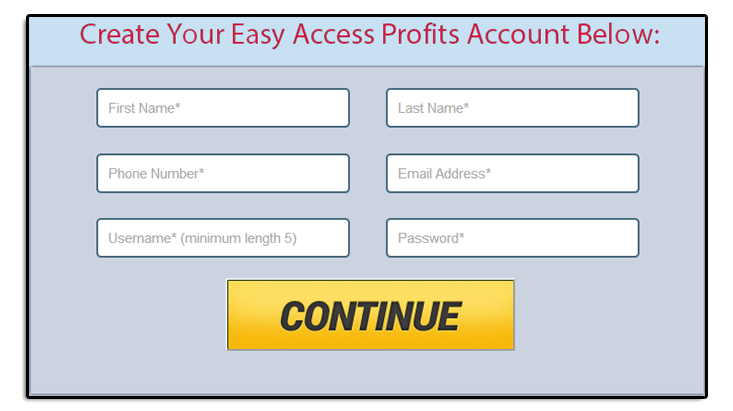 Create Your Easy Access Profits Account Below:
First Name*
Last Name*
Phone Number*
Email Address*
Username* (minimum length 5)
Password*
CONTINUE